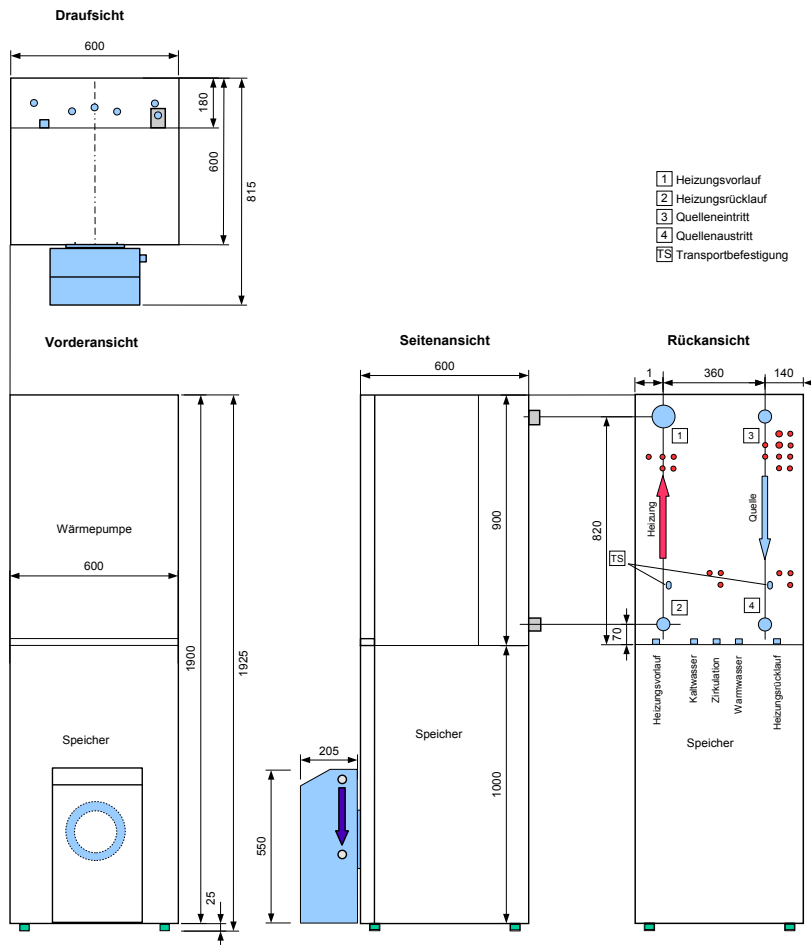 Draufsicht
600
180
600
815
1 Heizungsvorlauf
2 Heizungsrücklauf
3 Quelleneintritt
4 Quellenaustritt
TS Transportbefestigung
Vorderansicht
Wärmepumpe
600
1900
1925
Speicher
25
Seitenansicht
600
900
820
Speicher
1000
205
550
70
Rückansicht
1
360
140
1
3
Heizung
Quelle
TS
2
4
Heizungsvorlauf
Kaltwasser
Zirkulation
Warmwasser
Heizungsrücklauf
Speicher